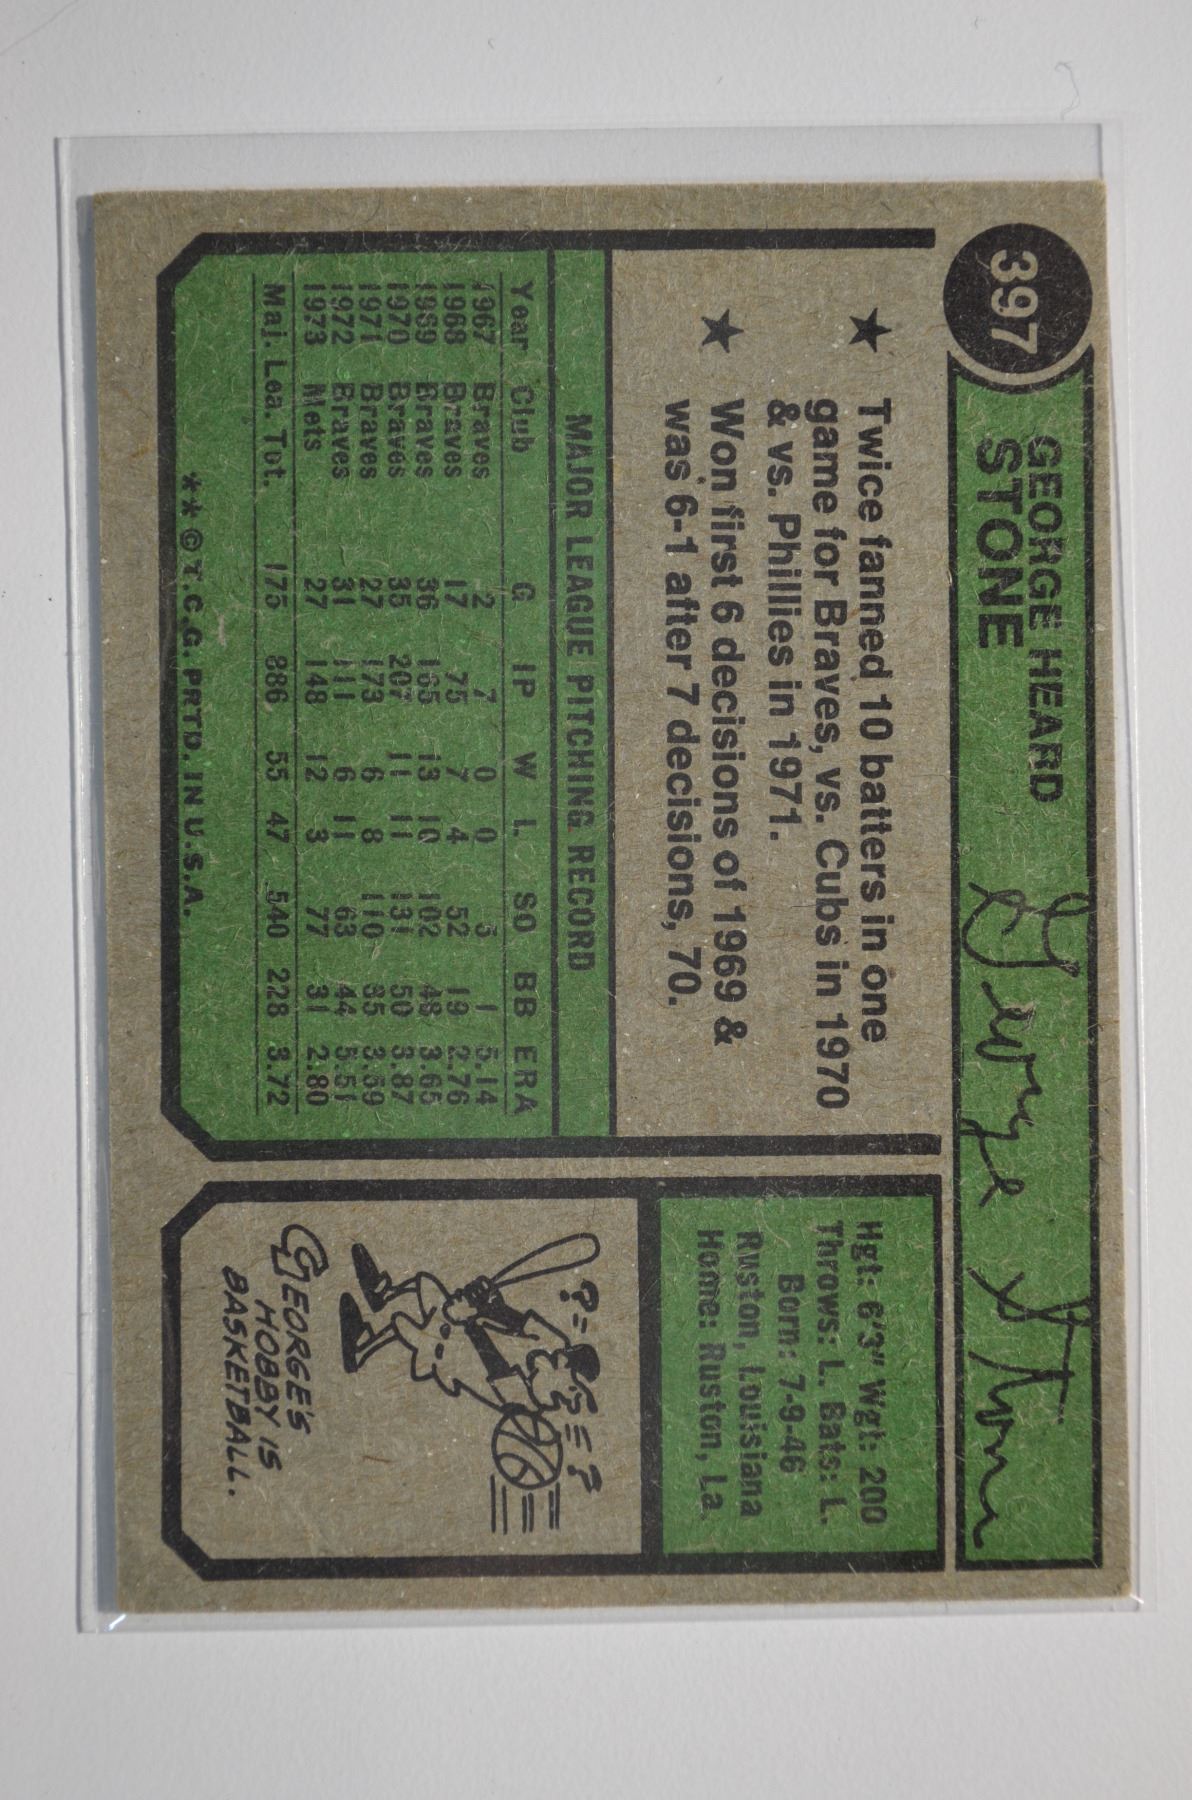 397
GEORGE HEARD
STONE
George Stone
★ Twice fanned 10 batters in one
game for Braves, vs. Cubs in 1970
& vs. Phillies in 1971.
★ Won first 6 decisions of 1969 &
was 6-1 after 7 decisions, 70.
MAJOR LEAGUE PITCHING RECORD
Year Club G IP W L SO BB ERA
1967 Braves 2 7 0 0 5 1 5.14
1968 Braves 17 75 7 4 52 19 2.76
1969 Braves 36 165 13 10 102 48 3.65
1970 Braves 35 207 11 11 131 50 3.87
1971 Braves 27 173 6 8 110 35 3.59
1972 Braves 31 111 6 11 63 44 5.51
1973 Mets 27 148 12 3 77 31 2.80
Maj. Lea. Tot. 175 886 55 47 540 228 3.72
**©T.C.G. PRTD. IN U.S.A.
Hgt: 6'3" Wgt: 200
Throws: L. Bats: L.
Born: 7-9-46
Ruston, Louisiana
Home: Ruston, La.
GEORGE'S
HOBBY IS
BASKETBALL.